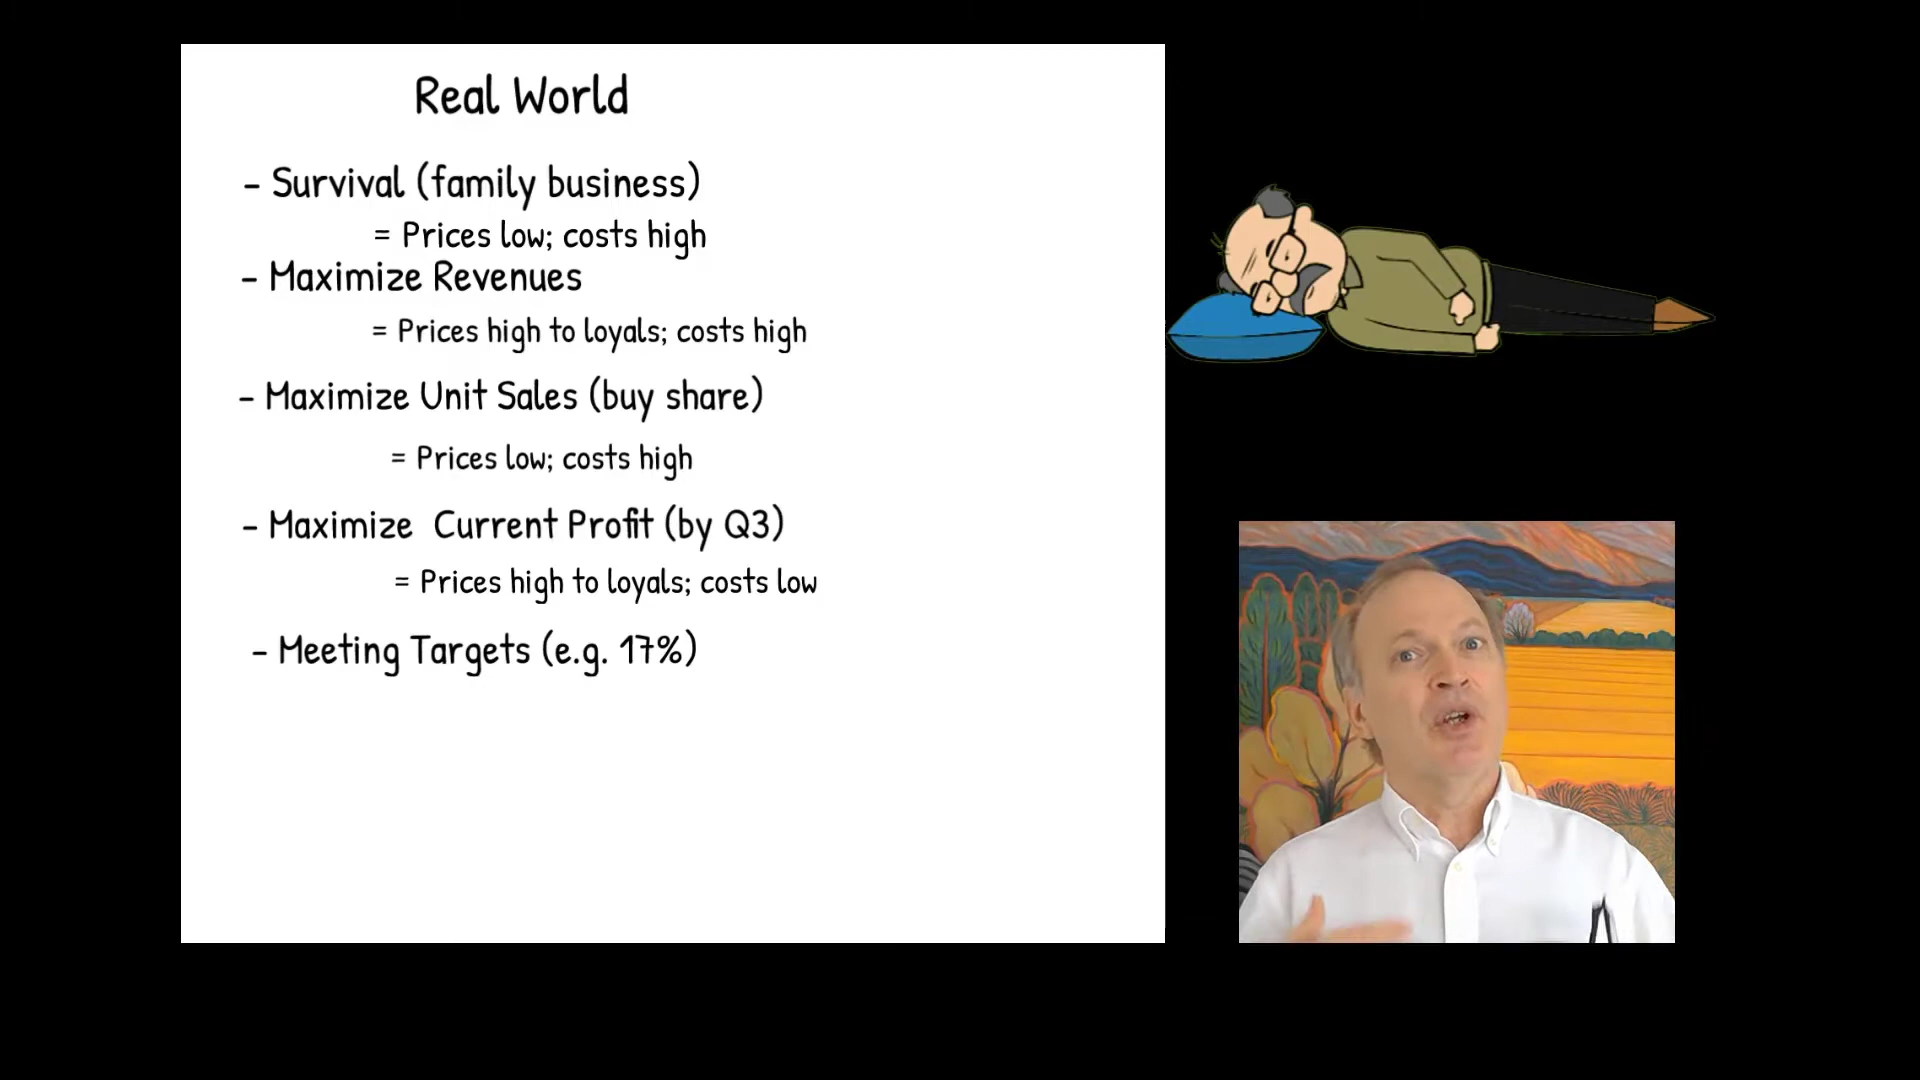 Real World
- Survival (family business)
= Prices low; costs high
- Maximize Revenues
= Prices high to loyals; costs high
- Maximize Unit Sales (buy share)
= Prices low; costs high
- Maximize Current Profit (by Q3)
= Prices high to loyals; costs low
- Meeting Targets (e.g. 17%)